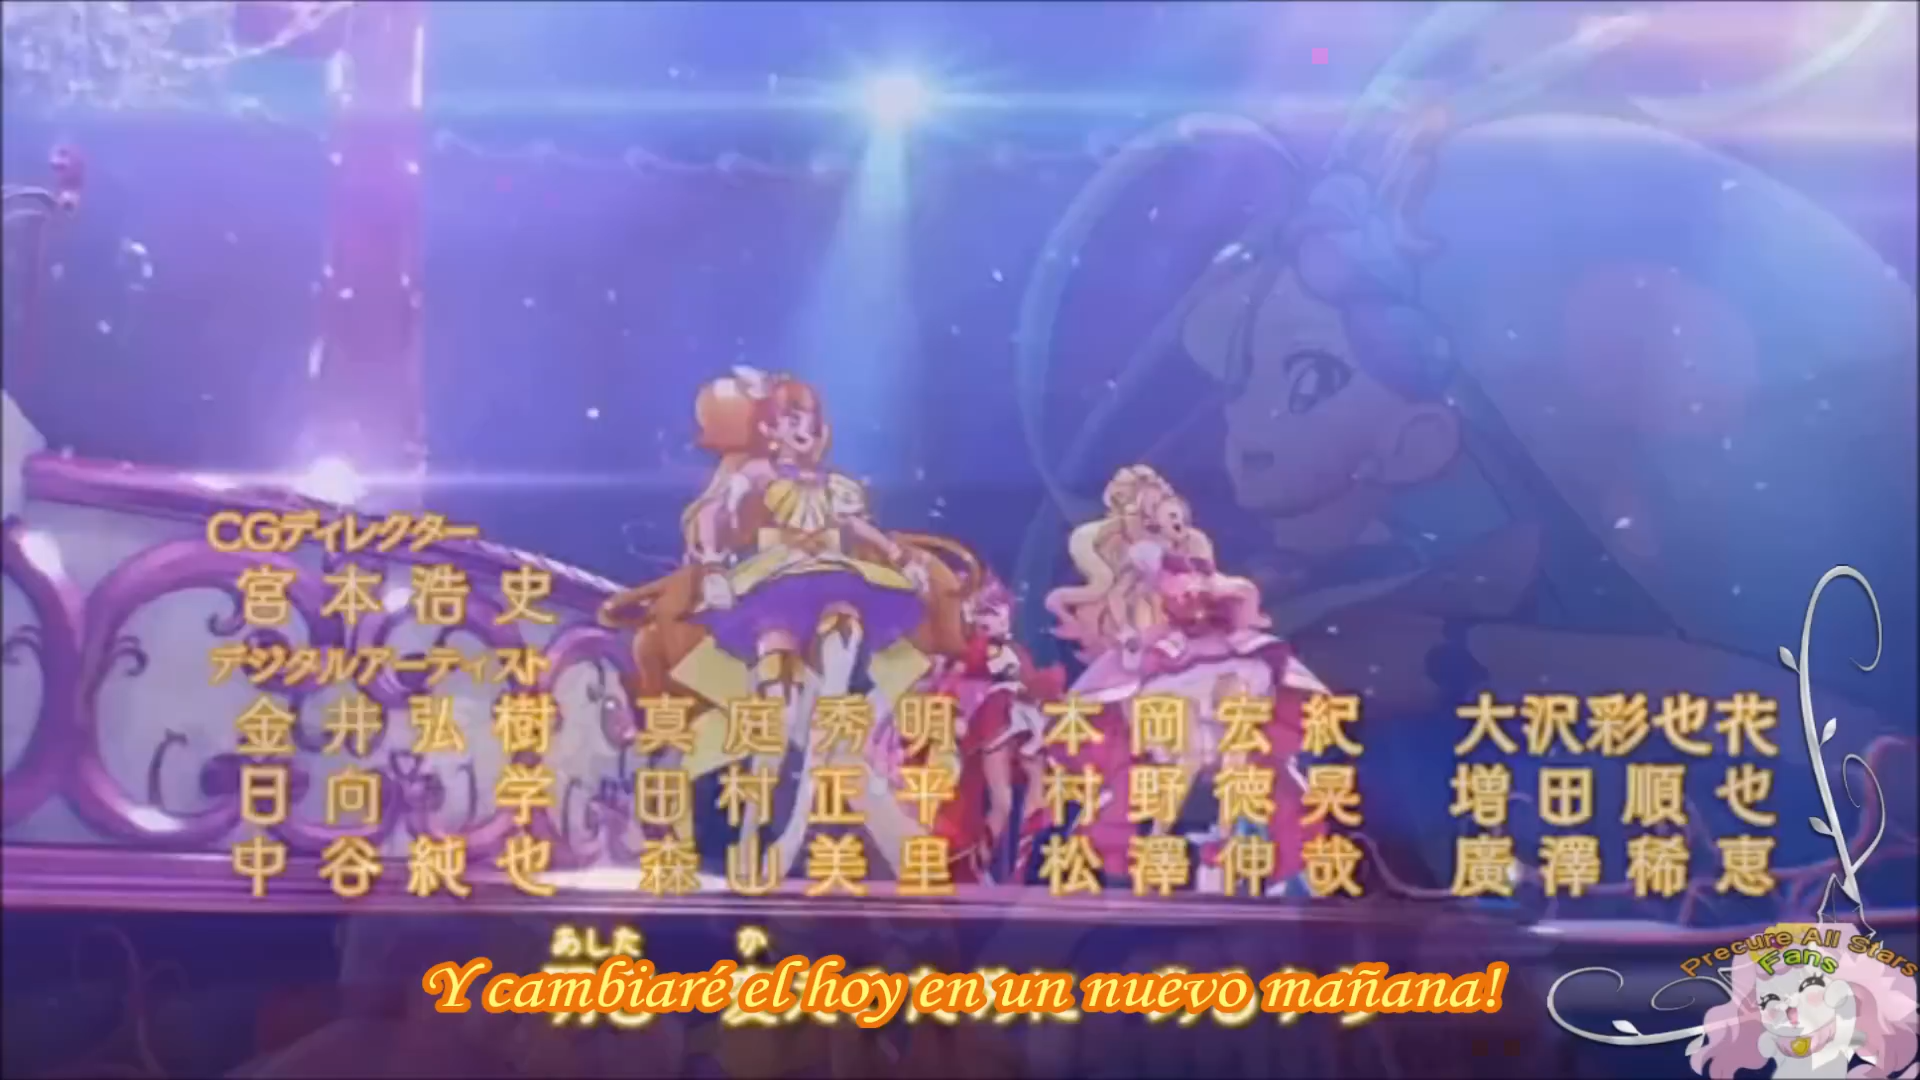 CGディレクター
宮本浩史
デジタルアーティスト
金井弘樹 真庭秀明 本岡宏紀 大沢彩也花
日向学 田村正平 村野徳晃 増田順也
中谷純也 森山美里 松澤伸哉 廣澤稀恵
あした か
Y cambiaré el hoy en un nuevo mañana!
Precure All Stars
Fans